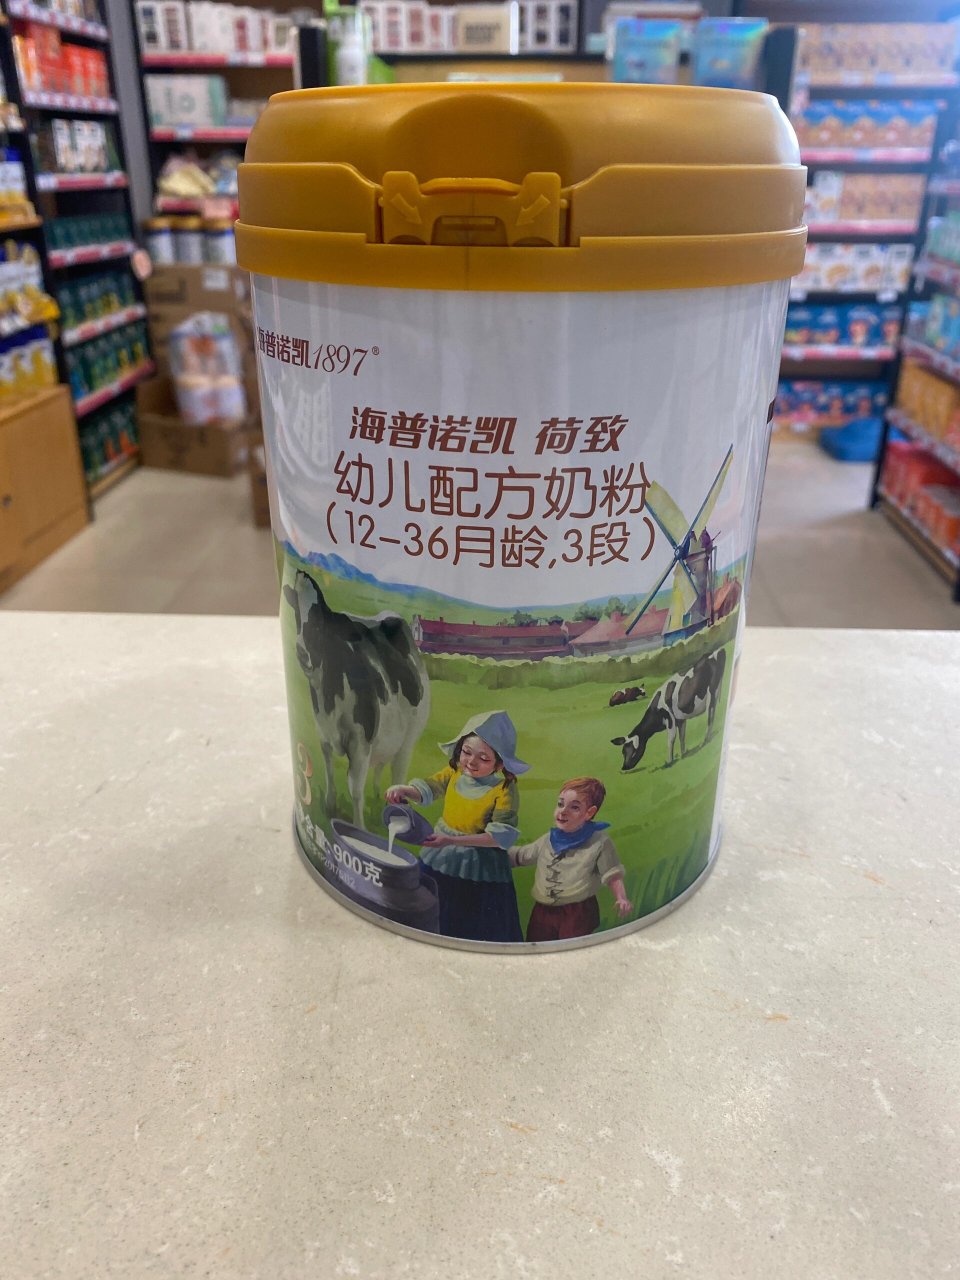 海普诺凯1897®
海普诺凯 荷致
幼儿配方奶粉
(12-36月龄,3段)
3
900克